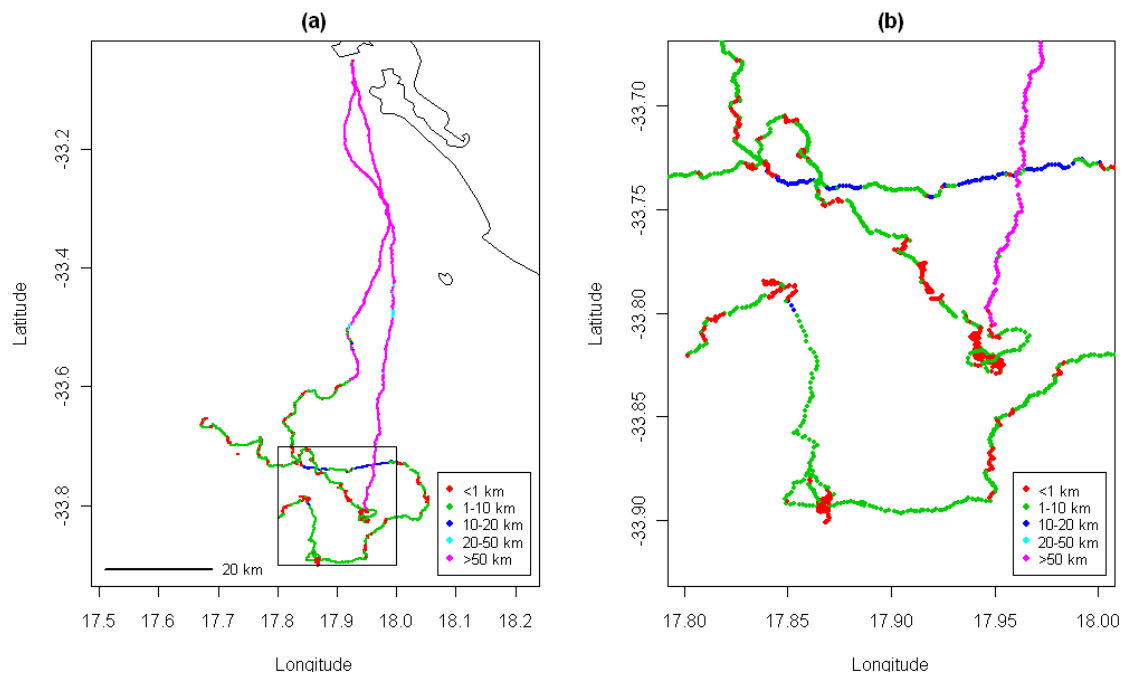 (a)
Latitude
-33.2
-33.4
-33.6
-33.8
<1 km
1-10 km
10-20 km
20-50 km
>50 km
20 km
17.5 17.6 17.7 17.8 17.9 18.0 18.1 18.2
Longitude
(b)
Latitude
-33.70
-33.75
-33.80
-33.85
-33.90
<1 km
1-10 km
10-20 km
20-50 km
>50 km
17.80 17.85 17.90 17.95 18.00
Longitude